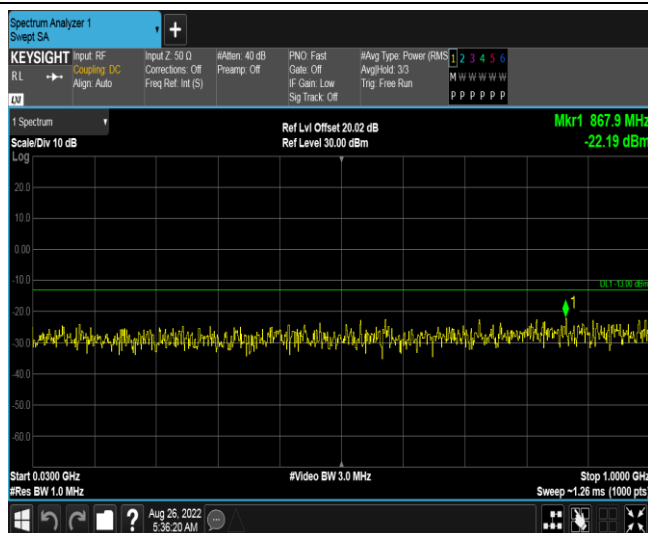 Spectrum Analyzer 1
Swept SA
+
KEYSIGHT
RL
Input: RF
Coupling: DC
Align: Auto
Input Z: 50 Ω
Corrections: Off
Freq Ref: Int (S)
#Atten: 40 dB
Preamp: Off
PNO: Fast
Gate: Off
IF Gain: Low
Sig Track: Off
#Avg Type: Power (RMS
Avg|Hold: 3/3
Trig: Free Run
1 2 3 4 5 6
M W W W W W
P P P P P P
LXI
1 Spectrum
Scale/Div 10 dB
Ref Lvl Offset 20.02 dB
Ref Level 30.00 dBm
Mkr1 867.9 MHz
-22.19 dBm
Log
20.0
10.0
0.00
-10.0
DL1 -13.00 dBm
1
-20.0
-30.0
-40.0
-50.0
-60.0
Start 0.0300 GHz
#Res BW 1.0 MHz
#Video BW 3.0 MHz
Stop 1.0000 GHz
Sweep ~1.26 ms (1000 pts)
?
Aug 26, 2022
5:36:20 AM